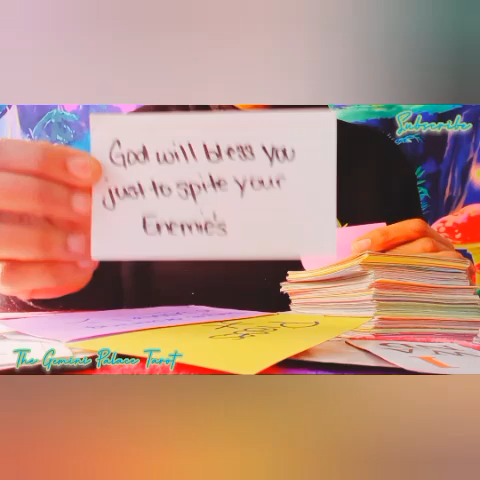 Subscribe
God will bless you
just to spite your
Enemie's
The Gemini Palace Tarot